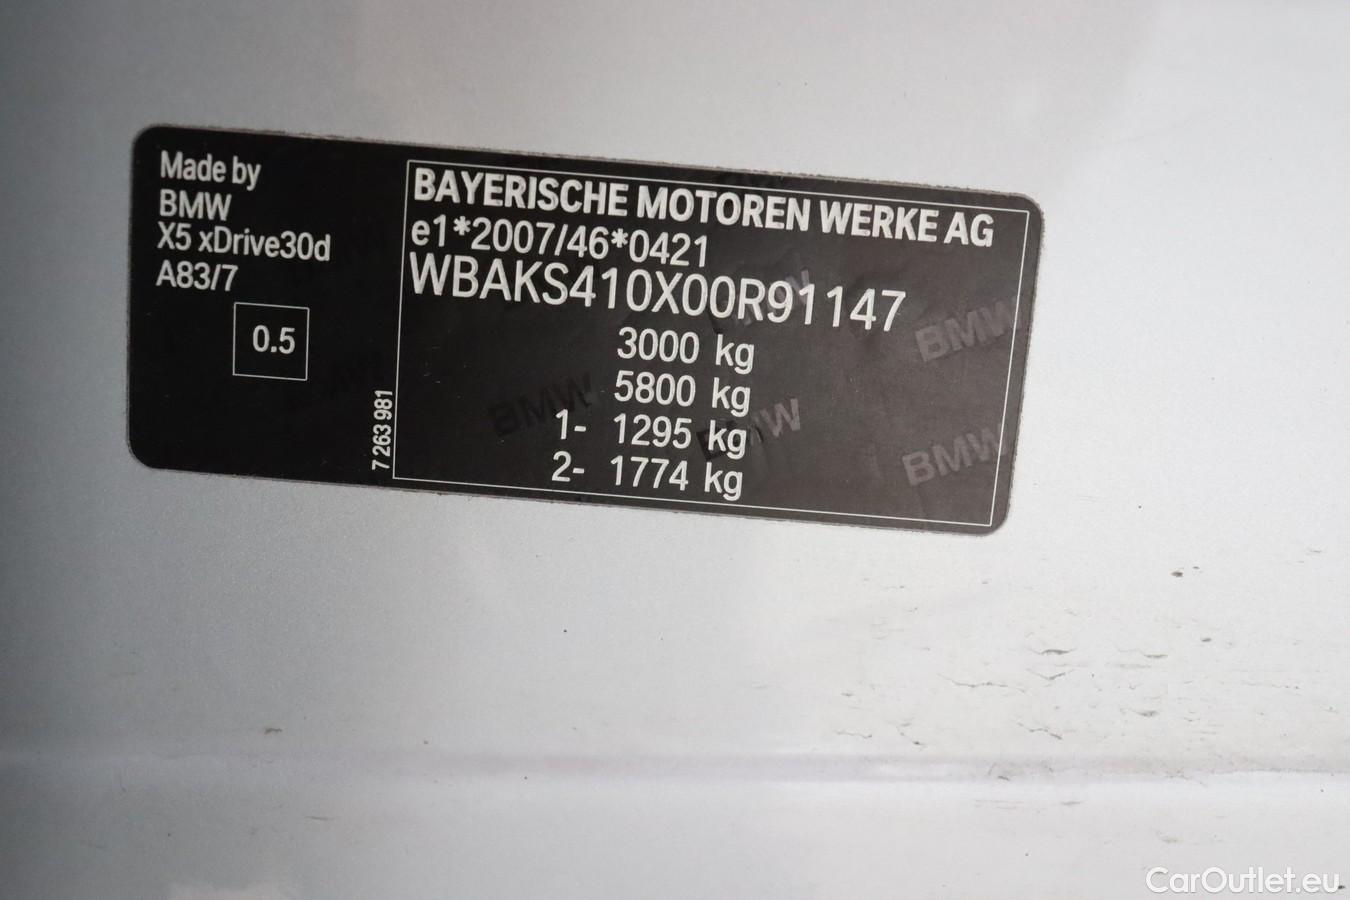 Made by
BMW
X5 xDrive30d
A83/7
0.5
7 263 981
BAYERISCHE MOTOREN WERKE AG
e1*2007/46*0421
WBAKS410X00R91147
3000 kg
5800 kg
1- 1295 kg
2- 1774 kg
BMW
BMW
BMW
BMW
CarOutlet.eu